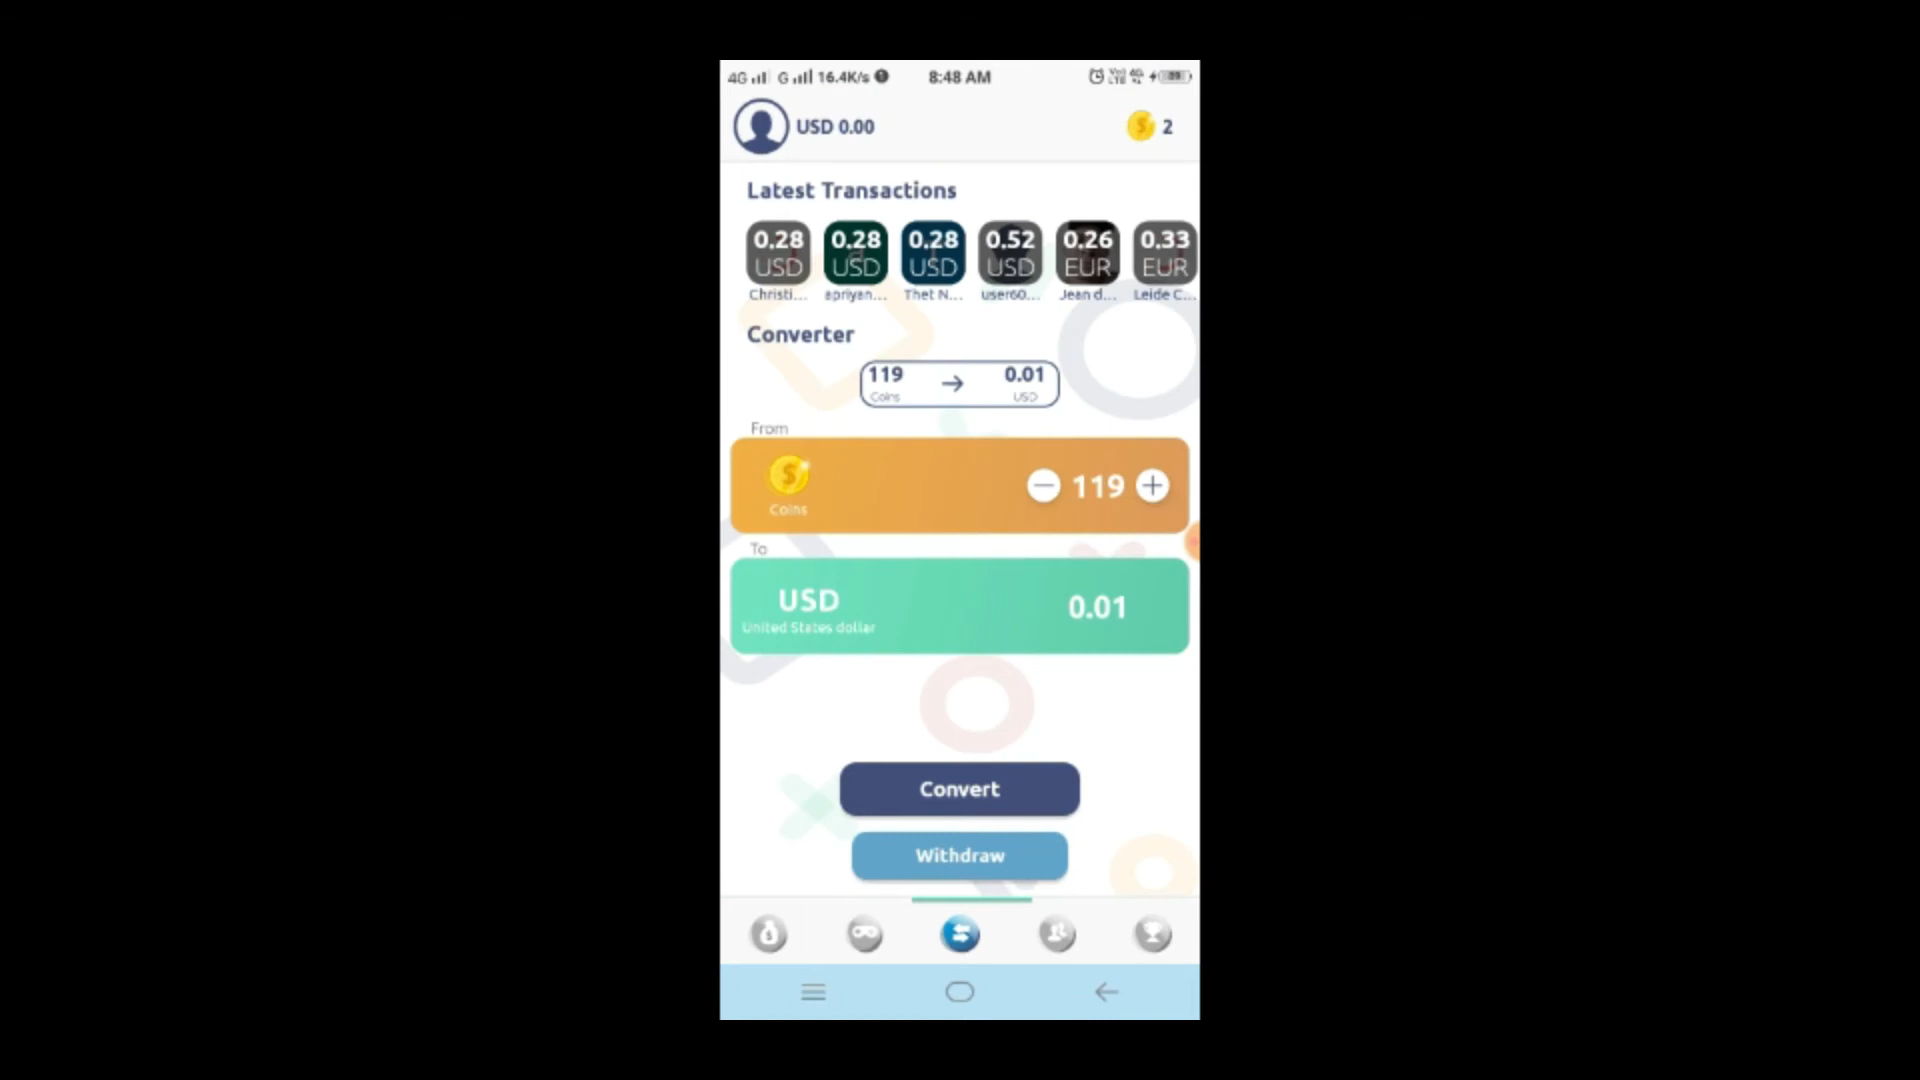 4G G 16.4K/s 8:48 AM
USD 0.00 2
Latest Transactions
0.28 0.28 0.28 0.52 0.26 0.33
USD USD USD USD EUR EUR
Christi... apriyan... Thet N... user60... Jean d... Leide C...
Converter
119 → 0.01
Coins USD
From
Coins 119
To
USD 0.01
United States dollar
Convert
Withdraw